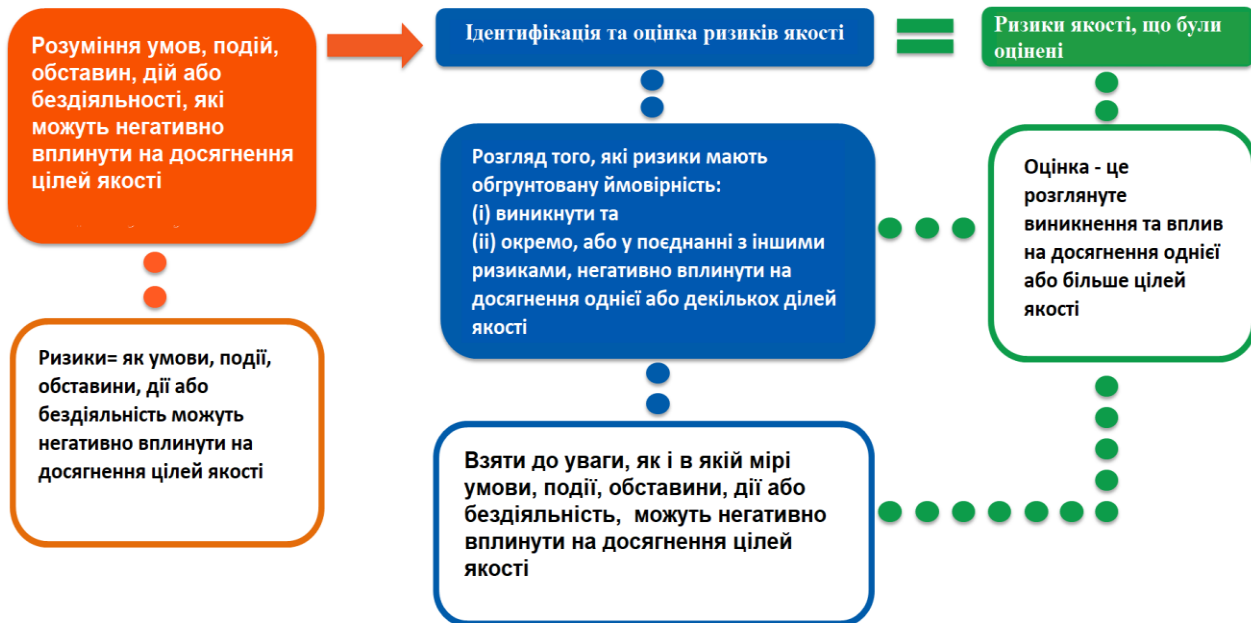 Розуміння умов, подій,
обставин, дій або
бездіяльності, які
можуть негативно
вплинути на досягнення
цілей якості
Ідентифікація та оцінка ризиків якості
Ризики якості, що були
оцінені
Розгляд того, які ризики мають
обгрунтовану ймовірність:
(і) виникнути та
(іі) окремо, або у поєднанні з іншими
ризиками, негативно вплинути на
досягнення однієї або декількох ділей
якості
Оцінка - це
розглянуте
виникнення та вплив
на досягнення однієї
або більше цілей
якості
Ризики= як умови, події,
обставини, дії або
бездіяльність можуть
негативно вплинути на
досягнення цілей якості
Взяти до уваги, як і в якій мірі
умови, події, обставини, дії або
бездіяльність,  можуть негативно
вплинути на досягнення цілей
якості